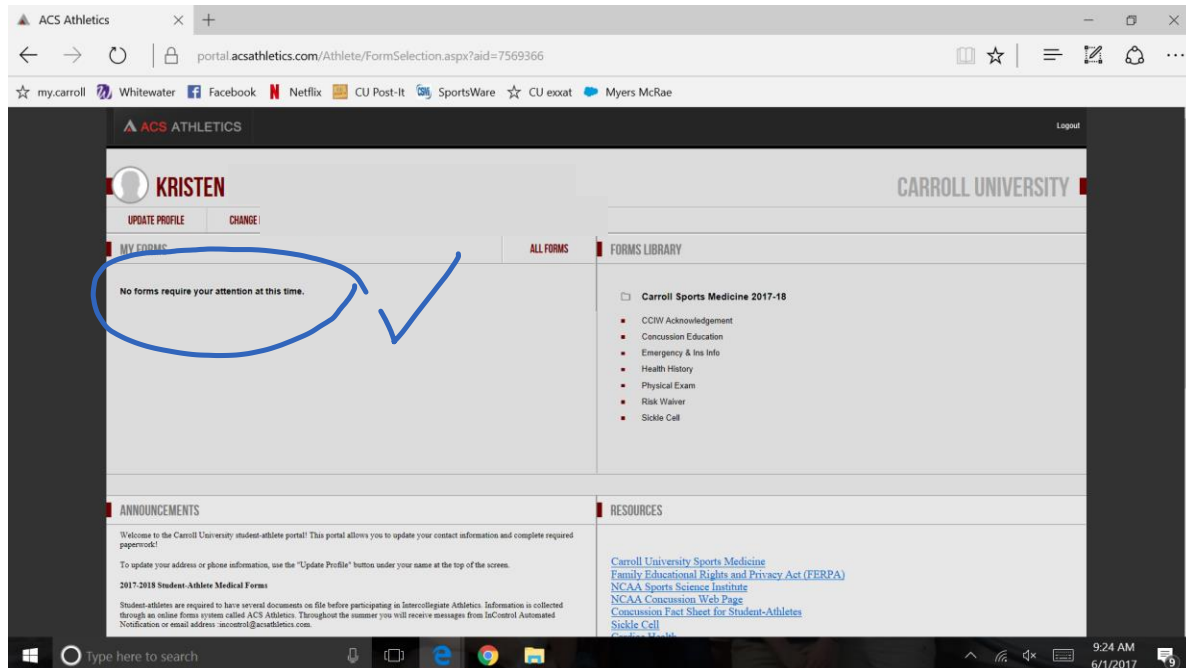 ACS Athletics
portal.acsathletics.com/Athlete/FormSelection.aspx?aid=7569366
my.carroll Whitewater Facebook Netflix CU Post-It SportsWare CU exxat Myers McRae
ACS ATHLETICS
Logout
KRISTEN
CARROLL UNIVERSITY
UPDATE PROFILE CHANGE
MY FORMS ALL FORMS
No forms require your attention at this time.
FORMS LIBRARY
Carroll Sports Medicine 2017-18
CCIW Acknowledgement
Concussion Education
Emergency & Ins Info
Health History
Physical Exam
Risk Waiver
Sickle Cell
ANNOUNCEMENTS
Welcome to the Carroll University student-athlete portal! This portal allows you to update your contact information and complete required
paperwork!
To update your address or phone information, use the "Update Profile" button under your name at the top of the screen.
2017-2018 Student-Athlete Medical Forms
Student-athletes are required to have several documents on file before participating in Intercollegiate Athletics. Information is collected
through an online forms system called ACS Athletics. Throughout the summer you will receive messages from InControl Automated
Notification or email address :incontrol@acsathletics.com.
RESOURCES
Carroll University Sports Medicine
Family Educational Rights and Privacy Act (FERPA)
NCAA Sports Science Institute
NCAA Concussion Web Page
Concussion Fact Sheet for Student-Athletes
Sickle Cell
Cardiac Health
Type here to search
9:24 AM
6/1/2017
9